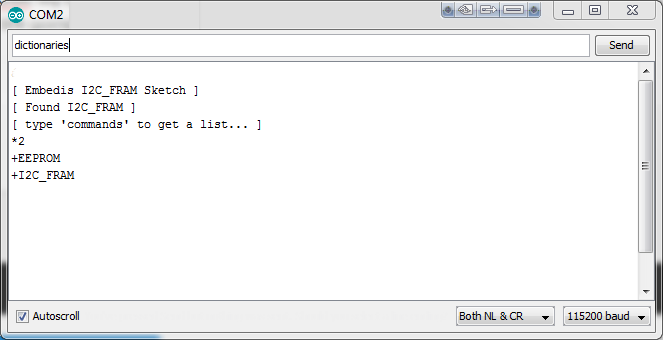 COM2
dictionaries
Send
[ Embedis I2C_FRAM Sketch ]
[ Found I2C_FRAM ]
[ type 'commands' to get a list... ]
*2
+EEPROM
+I2C_FRAM
Autoscroll
Both NL & CR
115200 baud